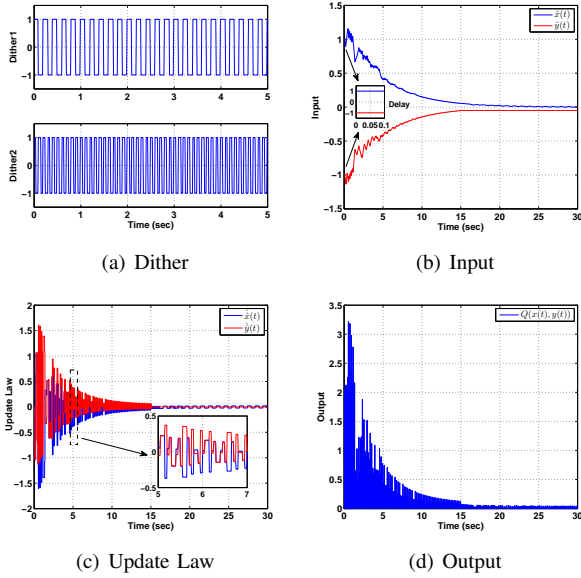 Dither1
1
0
−1
0 1 2 3 4 5
Dither2
1
0
−1
0 1 2 3 4 5
Time (sec)
(a) Dither
Input
1.5
1
0.5
0
−0.5
−1
−1.5
0 5 10 15 20 25 30
Time (sec)
x̂(t)
ŷ(t)
1
0
−1
0 0.05 0.1
Delay
(b) Input
Update Law
2
1.5
1
0.5
0
−0.5
−1
−1.5
−2
0 5 10 15 20 25 30
Time (sec)
0.5
0
−0.5
5 6 7
(c) Update Law
Output
3.5
3
2.5
2
1.5
1
0.5
0
0 5 10 15 20 25 30
Time (sec)
Q(x(t), y(t))
(d) Output